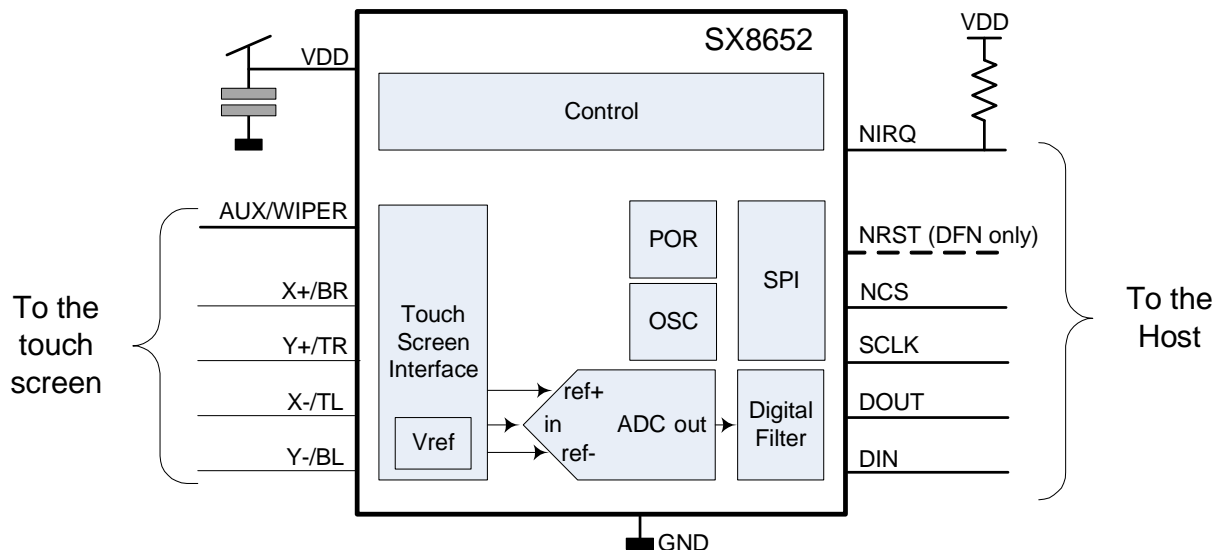 SX8652
VDD
VDD
Control
NIRQ
AUX/WIPER
POR
SPI
NRST (DFN only)
X+/BR
OSC
NCS
To the
touch
screen
Y+/TR
Touch
Screen
Interface
SCLK
To the
Host
X-/TL
ref+
in
ref-
ADC out
Digital
Filter
DOUT
Vref
Y-/BL
DIN
GND